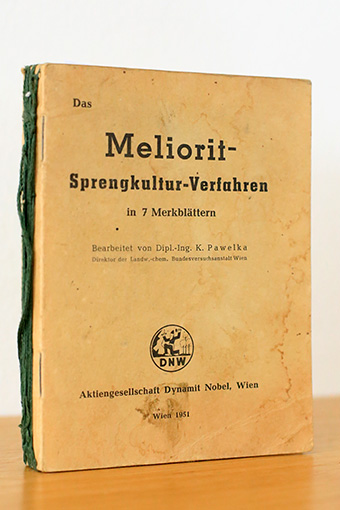 Das
Meliorit-
Sprengkultur-Verfahren
in 7 Merkblättern
Bearbeitet von Dipl.-Ing. K. Pawelka
Direktor der Landw.-chem. Bundesversuchsanstalt Wien
DNW
Aktiengesellschaft Dynamit Nobel, Wien
Wien 1951